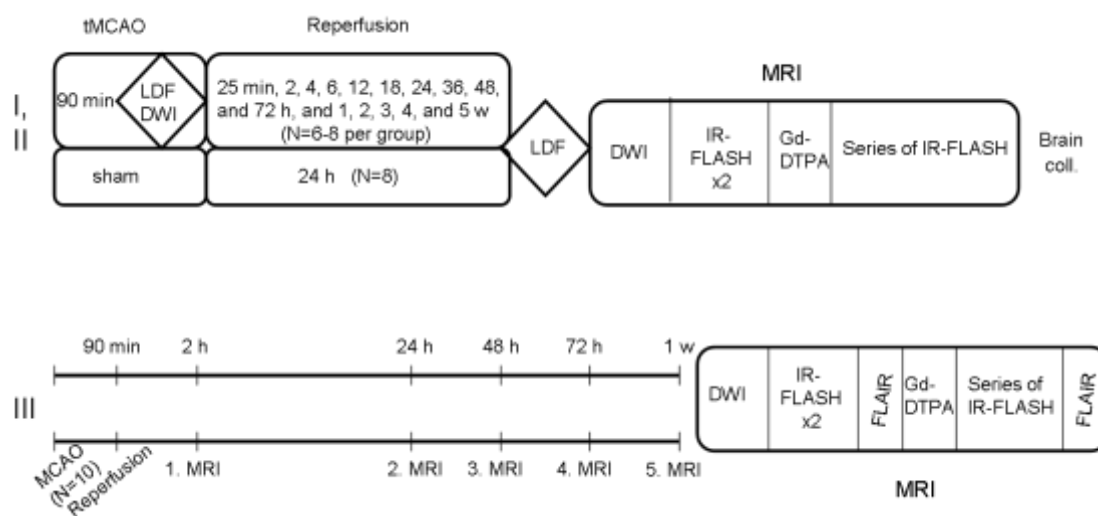 tMCAO
Reperfusion
MRI
I,
II
90 min
LDF
DWI
25 min, 2, 4, 6, 12, 18, 24, 36, 48,
and 72 h, and 1, 2, 3, 4, and 5 w
(N=6-8 per group)
sham
24 h (N=8)
LDF
DWI
IR-
FLASH
x2
Gd-
DTPA
Series of IR-FLASH
Brain
coll.
III
90 min
2 h
24 h
48 h
72 h
1 w
MCAO
(N=10)
Reperfusion
1. MRI
2. MRI
3. MRI
4. MRI
5. MRI
DWI
IR-
FLASH
x2
FLAIR
Gd-
DTPA
Series of
IR-FLASH
FLAIR
MRI